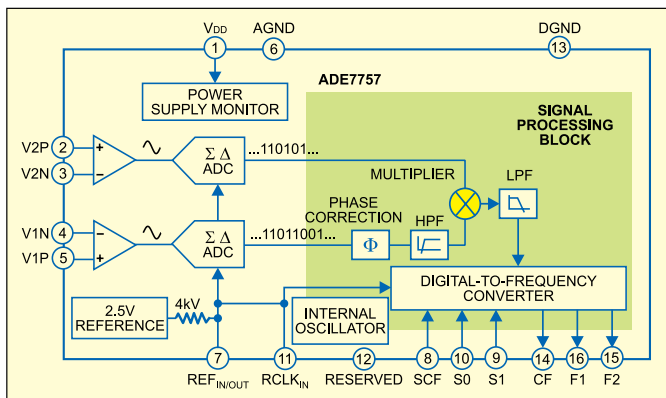 VDD
1
AGND
6
DGND
13
POWER
SUPPLY MONITOR
ADE7757
SIGNAL
PROCESSING
BLOCK
V2P 2 +
V2N 3 −
Σ Δ
ADC
...110101...
MULTIPLIER
LPF
V1N 4 −
V1P 5 +
Σ Δ
ADC
...11011001...
PHASE
CORRECTION
Φ
HPF
2.5V
REFERENCE
4kV
INTERNAL
OSCILLATOR
DIGITAL-TO-FREQUENCY
CONVERTER
7 11 12 8 10 9 14 16 15
REFIN/OUT RCLKIN RESERVED SCF S0 S1 CF F1 F2